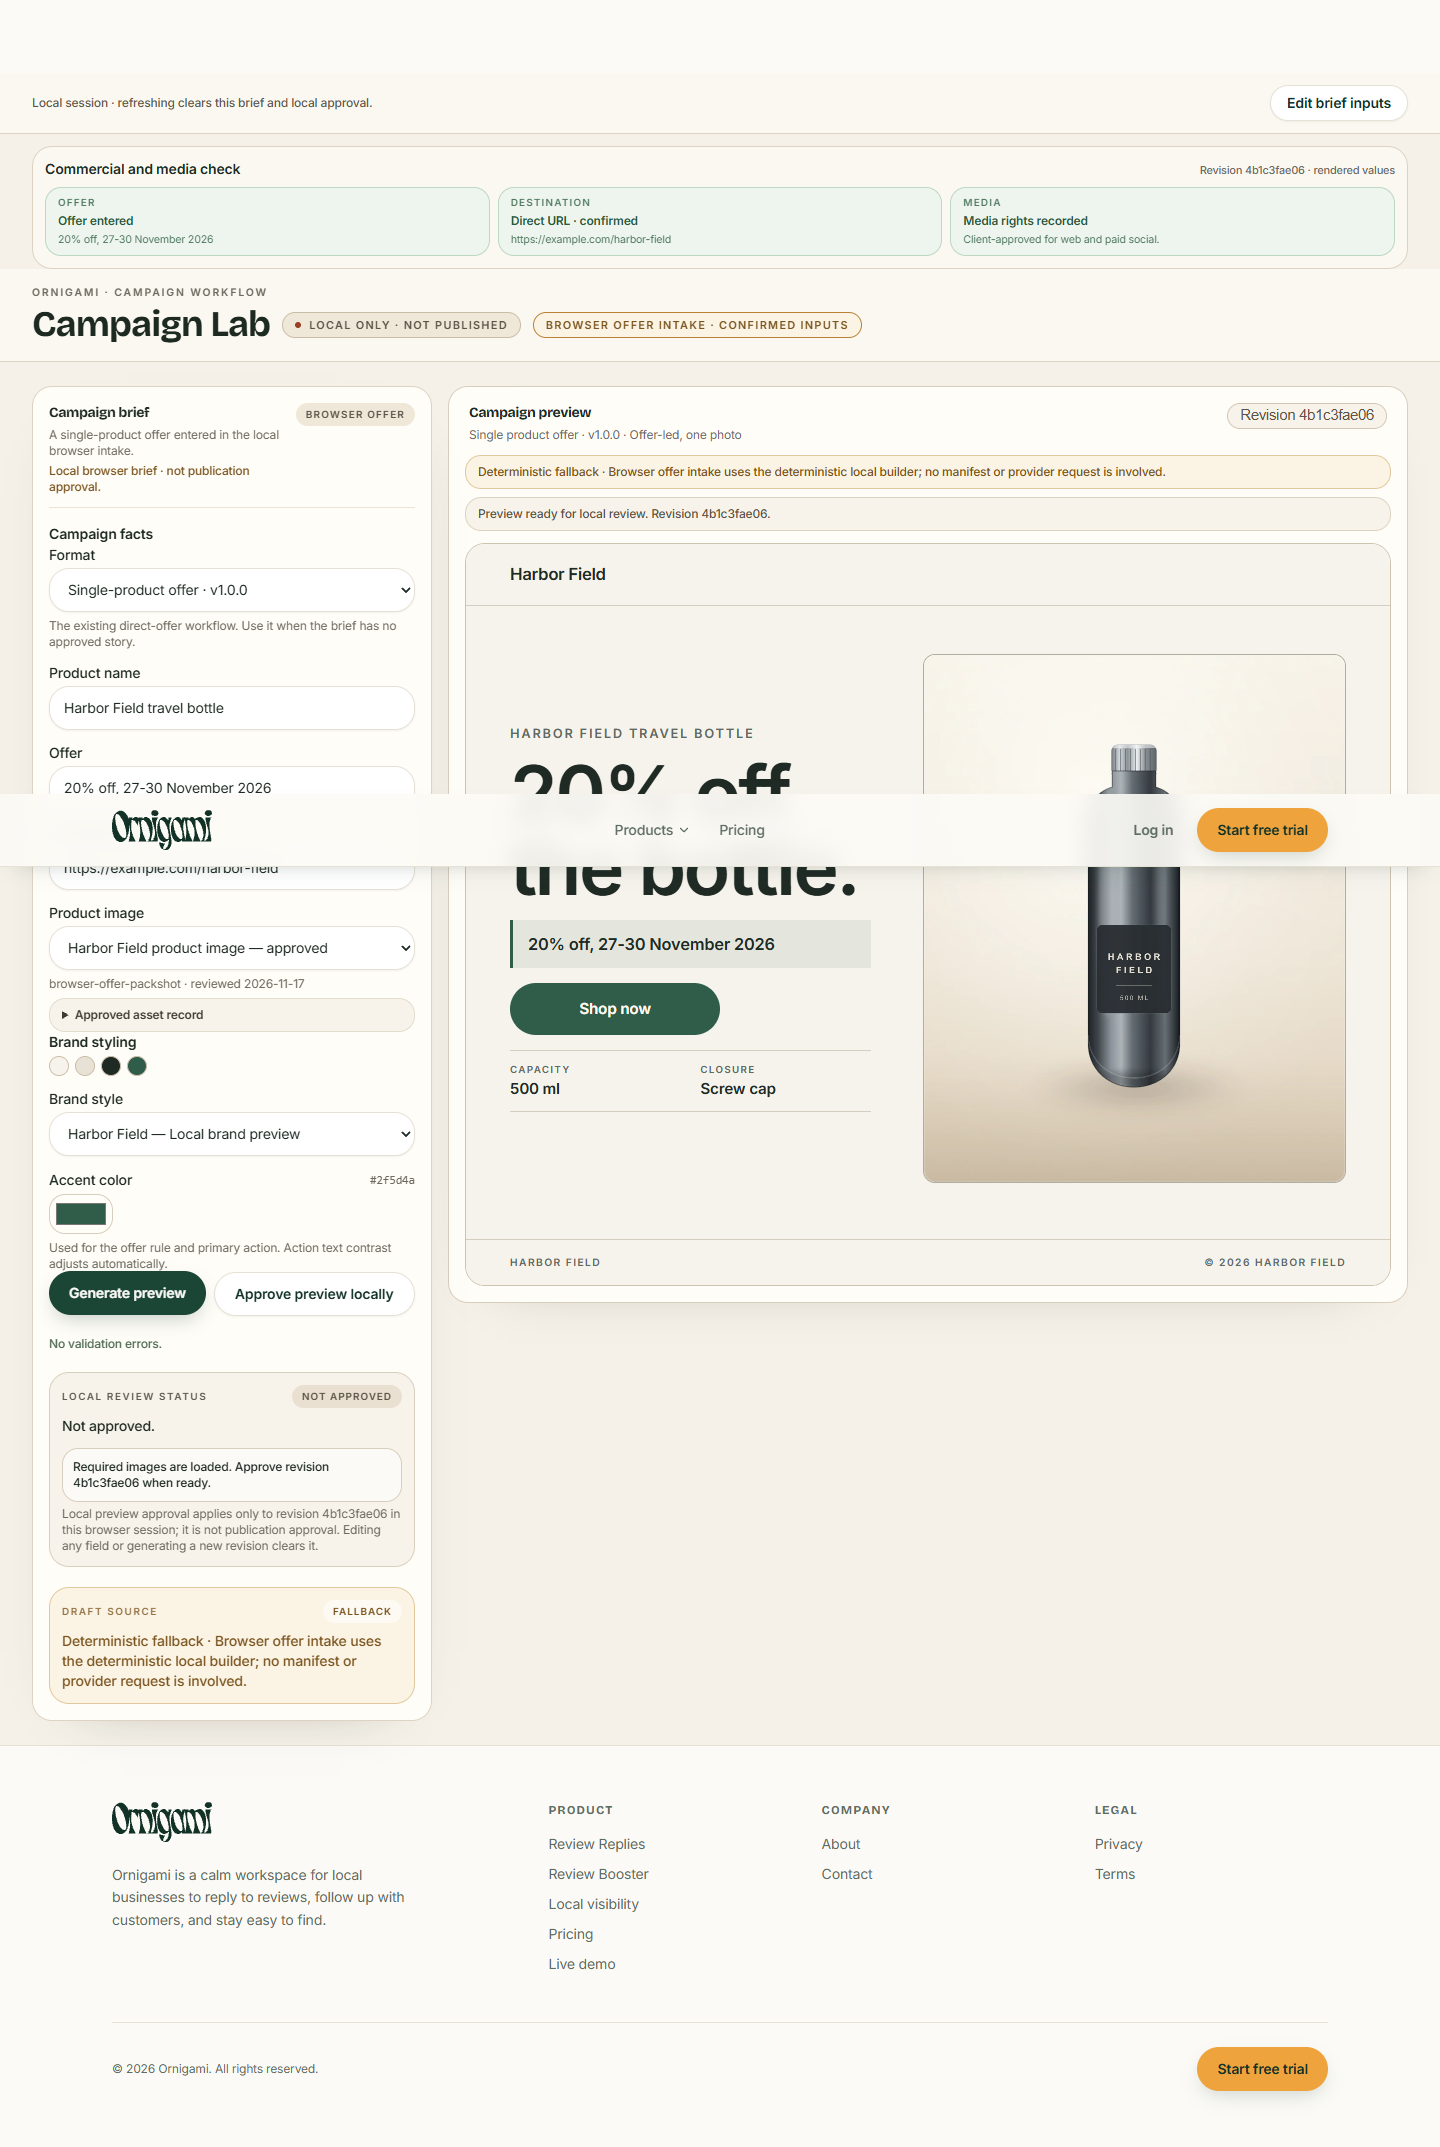 Local session · refreshing clears this brief and local approval.
Edit brief inputs
Commercial and media check
Revision 4b1c3fae06 · rendered values
OFFER
Offer entered
20% off, 27-30 November 2026
DESTINATION
Direct URL · confirmed
https://example.com/harbor-field
MEDIA
Media rights recorded
Client-approved for web and paid social.
ORNIGAMI · CAMPAIGN WORKFLOW
Campaign Lab
LOCAL ONLY · NOT PUBLISHED
BROWSER OFFER INTAKE · CONFIRMED INPUTS
Campaign brief
BROWSER OFFER
A single-product offer entered in the local
browser intake.
Local browser brief · not publication
approval.
Campaign facts
Format
Single-product offer · v1.0.0
The existing direct-offer workflow. Use it when the brief has no
approved story.
Product name
Harbor Field travel bottle
Offer
20% off, 27-30 November 2026
https://example.com/harbor-field
Product image
Harbor Field product image — approved
browser-offer-packshot · reviewed 2026-11-17
Approved asset record
Brand styling
Brand style
Harbor Field — Local brand preview
Accent color
#2f5d4a
Used for the offer rule and primary action. Action text contrast
adjusts automatically.
Generate preview
Approve preview locally
No validation errors.
LOCAL REVIEW STATUS
NOT APPROVED
Not approved.
Required images are loaded. Approve revision
4b1c3fae06 when ready.
Local preview approval applies only to revision 4b1c3fae06 in
this browser session; it is not publication approval. Editing
any field or generating a new revision clears it.
DRAFT SOURCE
FALLBACK
Deterministic fallback · Browser offer intake uses
the deterministic local builder; no manifest or
provider request is involved.
Campaign preview
Revision 4b1c3fae06
Single product offer · v1.0.0 · Offer-led, one photo
Deterministic fallback · Browser offer intake uses the deterministic local builder; no manifest or provider request is involved.
Preview ready for local review. Revision 4b1c3fae06.
Harbor Field
HARBOR FIELD TRAVEL BOTTLE
20% off
the bottle.
20% off, 27-30 November 2026
Shop now
CAPACITY
500 ml
CLOSURE
Screw cap
HARBOR
FIELD
500 ML
HARBOR FIELD
© 2026 HARBOR FIELD
Ornigami
Products
Pricing
Log in
Start free trial
Ornigami
Ornigami is a calm workspace for local
businesses to reply to reviews, follow up with
customers, and stay easy to find.
PRODUCT
Review Replies
Review Booster
Local visibility
Pricing
Live demo
COMPANY
About
Contact
LEGAL
Privacy
Terms
© 2026 Ornigami. All rights reserved.
Start free trial